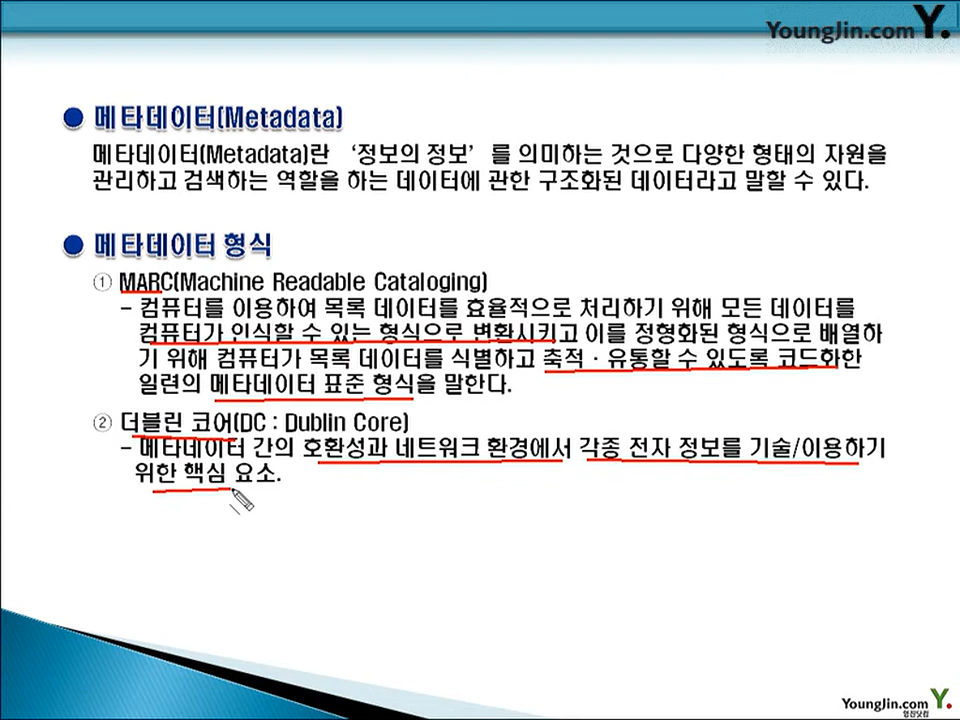 YoungJin.com Y.
● 메타데이터(Metadata)
메타데이터(Metadata)란 ‘정보의 정보’를 의미하는 것으로 다양한 형태의 자원을
관리하고 검색하는 역할을 하는 데이터에 관한 구조화된 데이터라고 말할 수 있다.
● 메타데이터 형식
① MARC(Machine Readable Cataloging)
- 컴퓨터를 이용하여 목록 데이터를 효율적으로 처리하기 위해 모든 데이터를
컴퓨터가 인식할 수 있는 형식으로 변환시키고 이를 정형화된 형식으로 배열하
기 위해 컴퓨터가 목록 데이터를 식별하고 축적·유통할 수 있도록 코드화한
일련의 메타데이터 표준 형식을 말한다.
② 더블린 코어(DC : Dublin Core)
- 메타데이터 간의 호환성과 네트워크 환경에서 각종 전자 정보를 기술/이용하기
위한 핵심 요소.
YoungJin.com Y.
영진닷컴